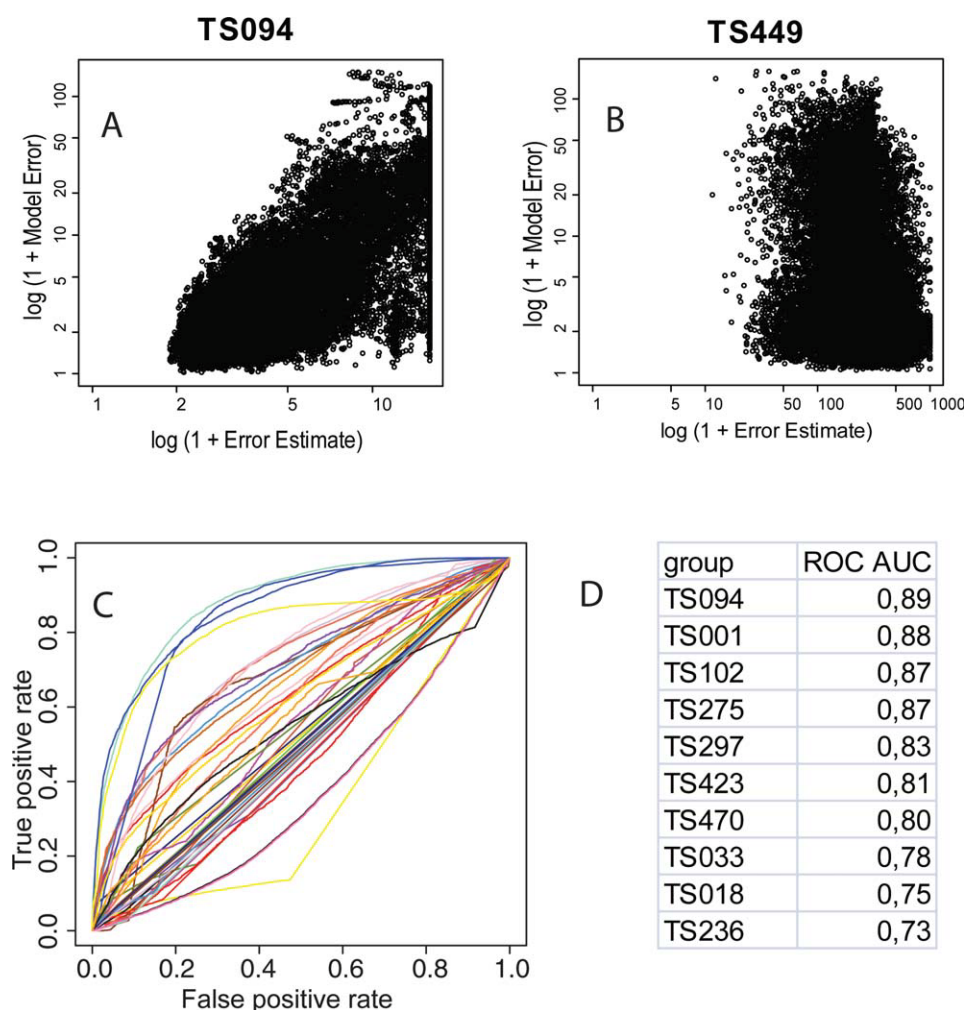 TS094
TS449
A
log (1 + Model Error)
100
50
20
10
5
2
1
1 2 5 10
log (1 + Error Estimate)
B
log (1 + Model Error)
100
50
20
10
5
2
1
1 5 10 50 100 500 1000
log (1 + Error Estimate)
C
True positive rate
1.0
0.8
0.6
0.4
0.2
0.0
0.0 0.2 0.4 0.6 0.8 1.0
False positive rate
D
group ROC AUC
TS094 0,89
TS001 0,88
TS102 0,87
TS275 0,87
TS297 0,83
TS423 0,81
TS470 0,80
TS033 0,78
TS018 0,75
TS236 0,73